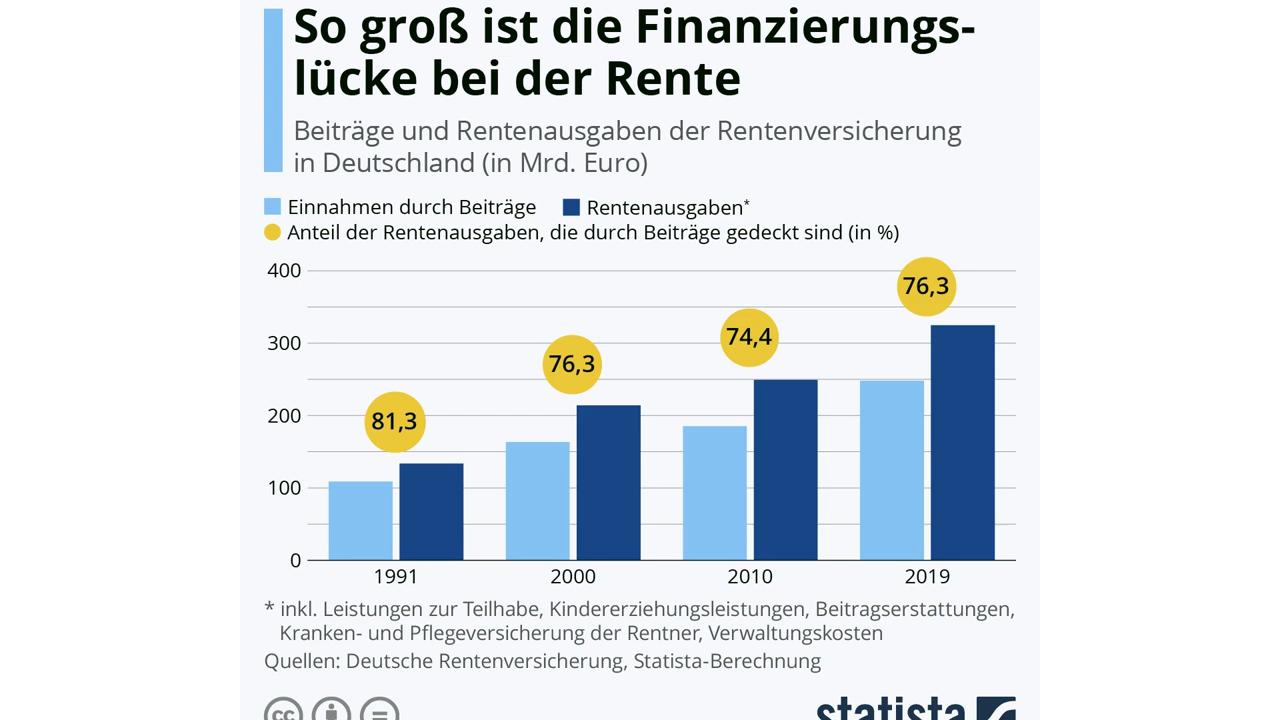 So groß ist die Finanzierungs-
lücke bei der Rente
Beiträge und Rentenausgaben der Rentenversicherung
in Deutschland (in Mrd. Euro)
Einnahmen durch Beiträge Rentenausgaben*
Anteil der Rentenausgaben, die durch Beiträge gedeckt sind (in %)
400
76,3
300
74,4
76,3
200
81,3
100
0
1991 2000 2010 2019
* inkl. Leistungen zur Teilhabe, Kindererziehungsleistungen, Beitragserstattungen,
Kranken- und Pflegeversicherung der Rentner, Verwaltungskosten
Quellen: Deutsche Rentenversicherung, Statista-Berechnung
cc =
statista